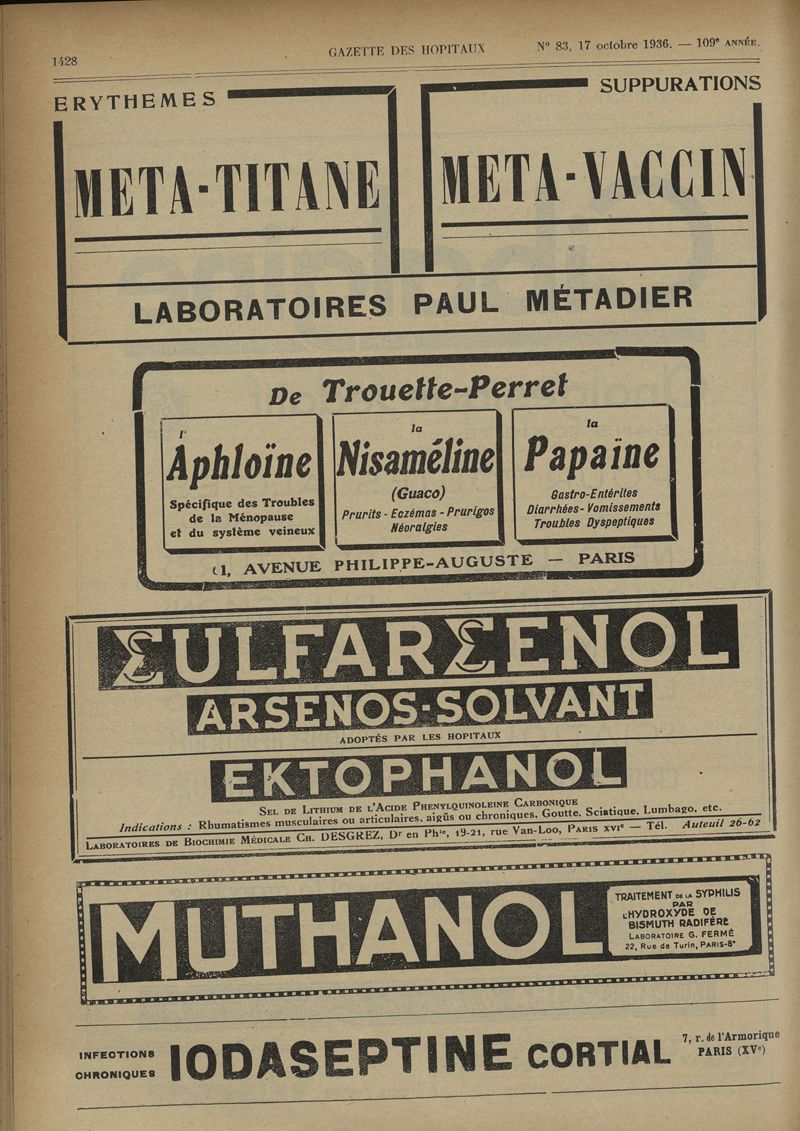 1428
GAZETTE DES HOPITAUX
N° 83, 17 octobre 1936. — 109e ANNÉE.
ERYTHEMES
META-TITANE
SUPPURATIONS
META-VACCIN
LABORATOIRES PAUL MÉTADIER
De Trouette-Perret
l'
Aphloïne
Spécifique des Troubles
de la Ménopause
et du système veineux
la
Nisaméline
(Guaco)
Prurits - Eczémas - Prurigos
Néoralgies
la
Papaïne
Gastro-Entérites
Diarrhées - Vomissements
Troubles Dyspeptiques
AVENUE PHILIPPE-AUGUSTE — PARIS
ΣULFARΣENOL
ARSENOS-SOLVANT
ADOPTÉS PAR LES HOPITAUX
EKTOPHANOL
SEL DE LITHIUM DE L'ACIDE PHENYLQUINOLEINE CARBONIQUE
Indications : Rhumatismes musculaires ou articulaires, aigûs ou chroniques, Goutte, Sciatique, Lumbago, etc.
LABORATOIRES DE BIOCHIMIE MÉDICALE CH. DESGREZ, Dr en Phie, 19-21, rue Van-Loo, PARIS XVIe — Tél. Auteuil 26-62
MUTHANOL
TRAITEMENT DE LA SYPHILIS
PAR
L'HYDROXYDE DE
BISMUTH RADIFÈRE
LABORATOIRE G. FERMÉ
22, Rue de Turin, PARIS-8e
INFECTIONS
CHRONIQUES
IODASEPTINE CORTIAL
7, r. de l'Armorique
PARIS (XVe)